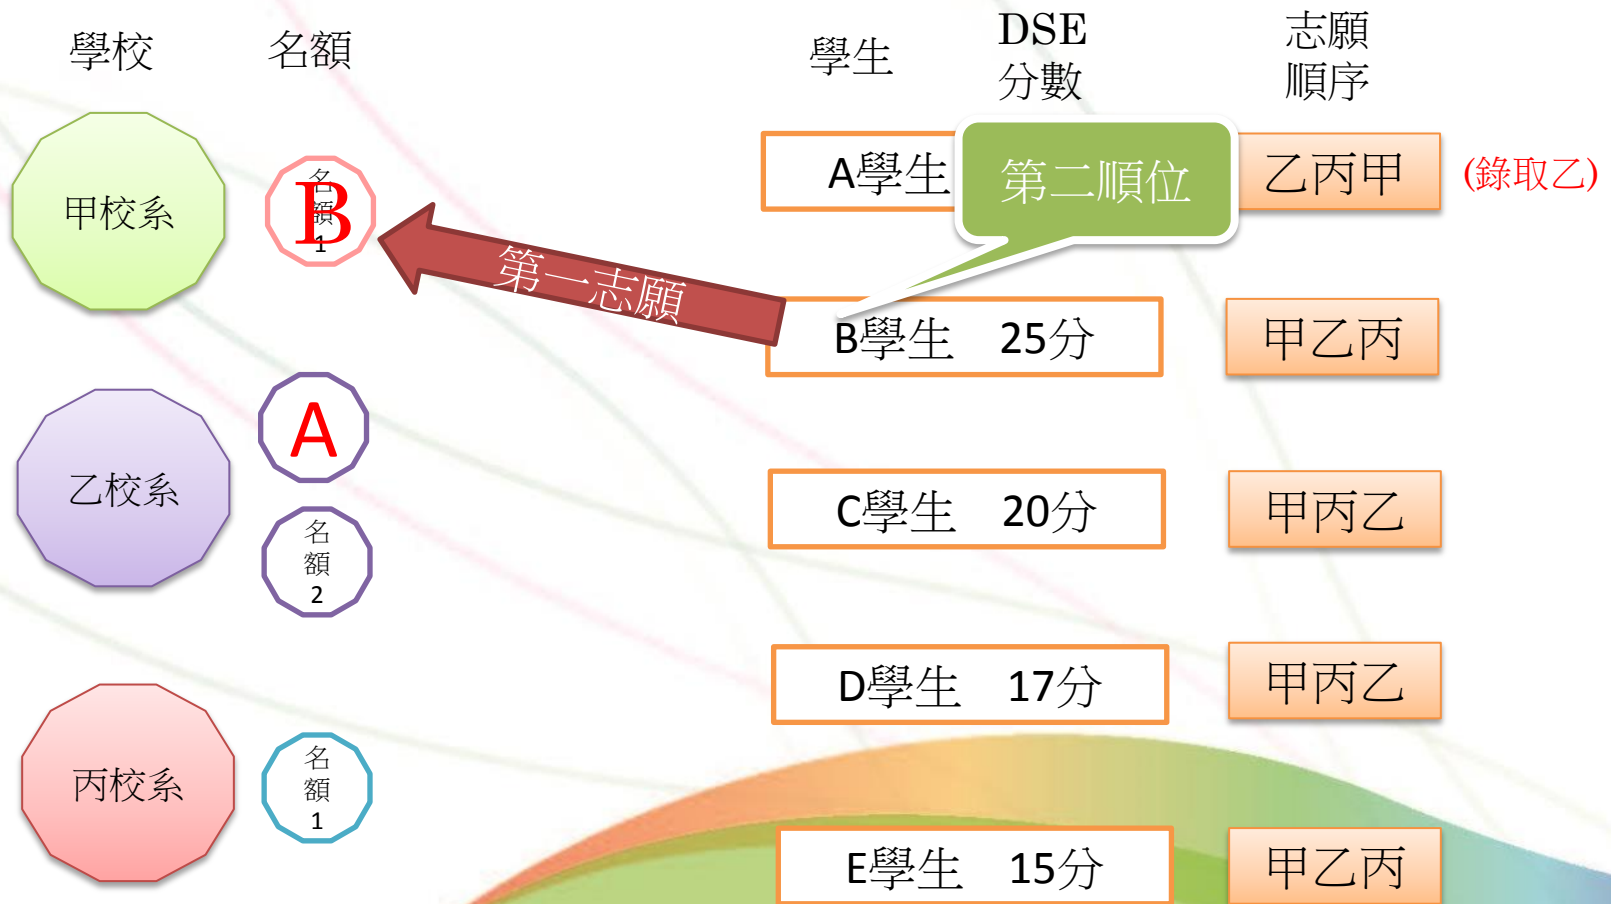 學校
名額
學生
DSE
分數
志願
順序
甲校系
名
額
1
B
A學生
第二順位
乙丙甲
(錄取乙)
第一志願
B學生 25分
甲乙丙
乙校系
A
名
額
2
C學生 20分
甲丙乙
D學生 17分
甲丙乙
丙校系
名
額
1
E學生 15分
甲乙丙